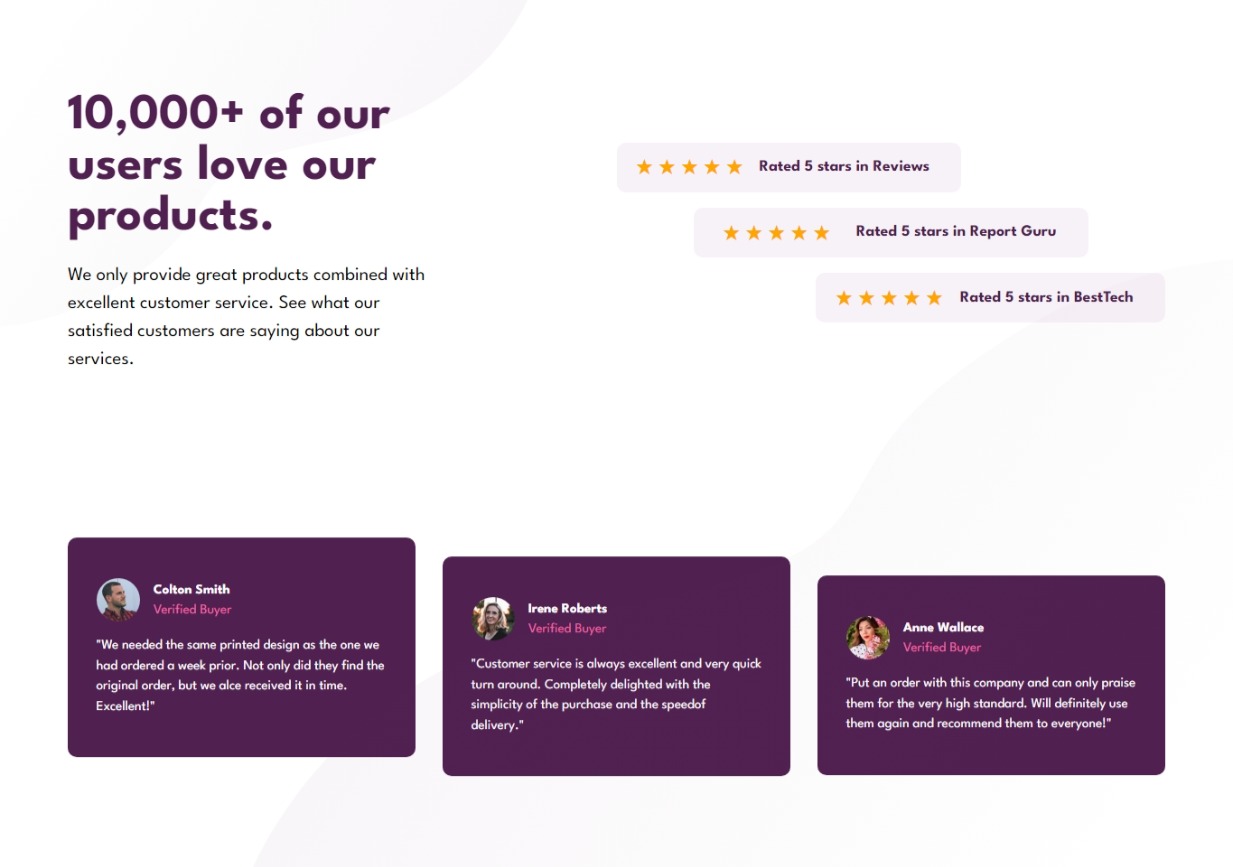 10,000+ of our
users love our
products.
We only provide great products combined with
excellent customer service. See what our
satisfied customers are saying about our
services.
Rated 5 stars in Reviews
Rated 5 stars in Report Guru
Rated 5 stars in BestTech
Colton Smith
Verified Buyer
"We needed the same printed design as the one we
had ordered a week prior. Not only did they find the
original order, but we alce received it in time.
Excellent!"
Irene Roberts
Verified Buyer
"Customer service is always excellent and very quick
turn around. Completely delighted with the
simplicity of the purchase and the speedof
delivery."
Anne Wallace
Verified Buyer
"Put an order with this company and can only praise
them for the very high standard. Will definitely use
them again and recommend them to everyone!"